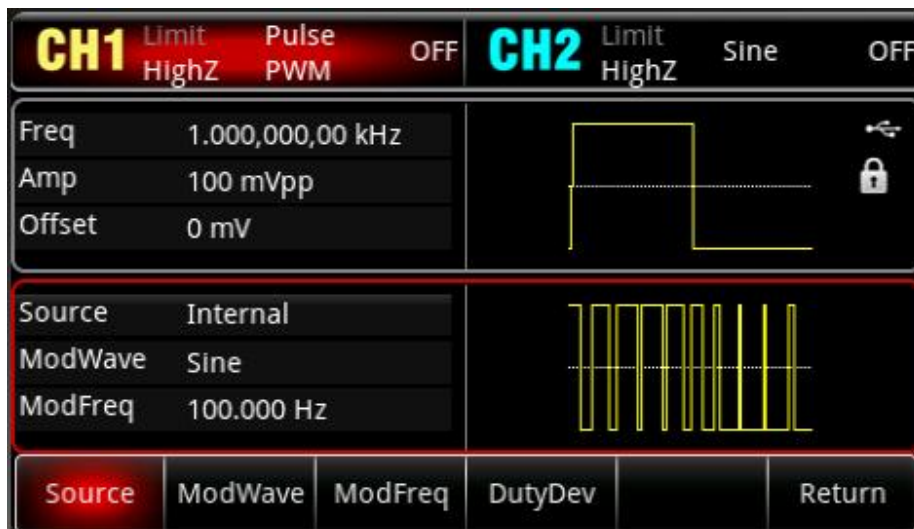 CH1 Limit Pulse OFF CH2 Limit Sine OFF
HighZ PWM HighZ
Freq 1.000,000,00 kHz
Amp 100 mVpp
Offset 0 mV
Source Internal
ModWave Sine
ModFreq 100.000 Hz
Source ModWave ModFreq DutyDev Return